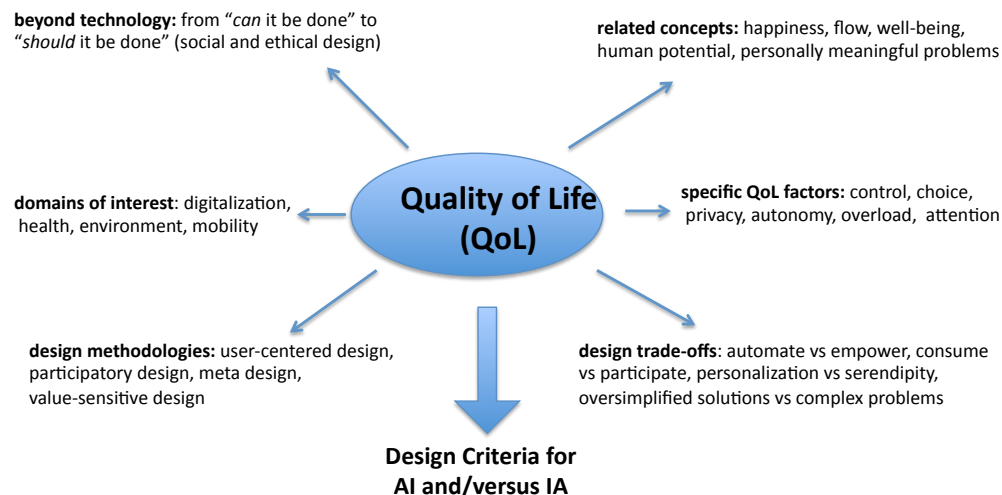 beyond technology: from “can it be done” to
“should it be done” (social and ethical design)
related concepts: happiness, flow, well-being,
human potential, personally meaningful problems
Quality of Life
(QoL)
domains of interest: digitalization,
health, environment, mobility
specific QoL factors: control, choice,
privacy, autonomy, overload, attention
design methodologies: user-centered design,
participatory design, meta design,
value-sensitive design
design trade-offs: automate vs empower, consume
vs participate, personalization vs serendipity,
oversimplified solutions vs complex problems
Design Criteria for
AI and/versus IA